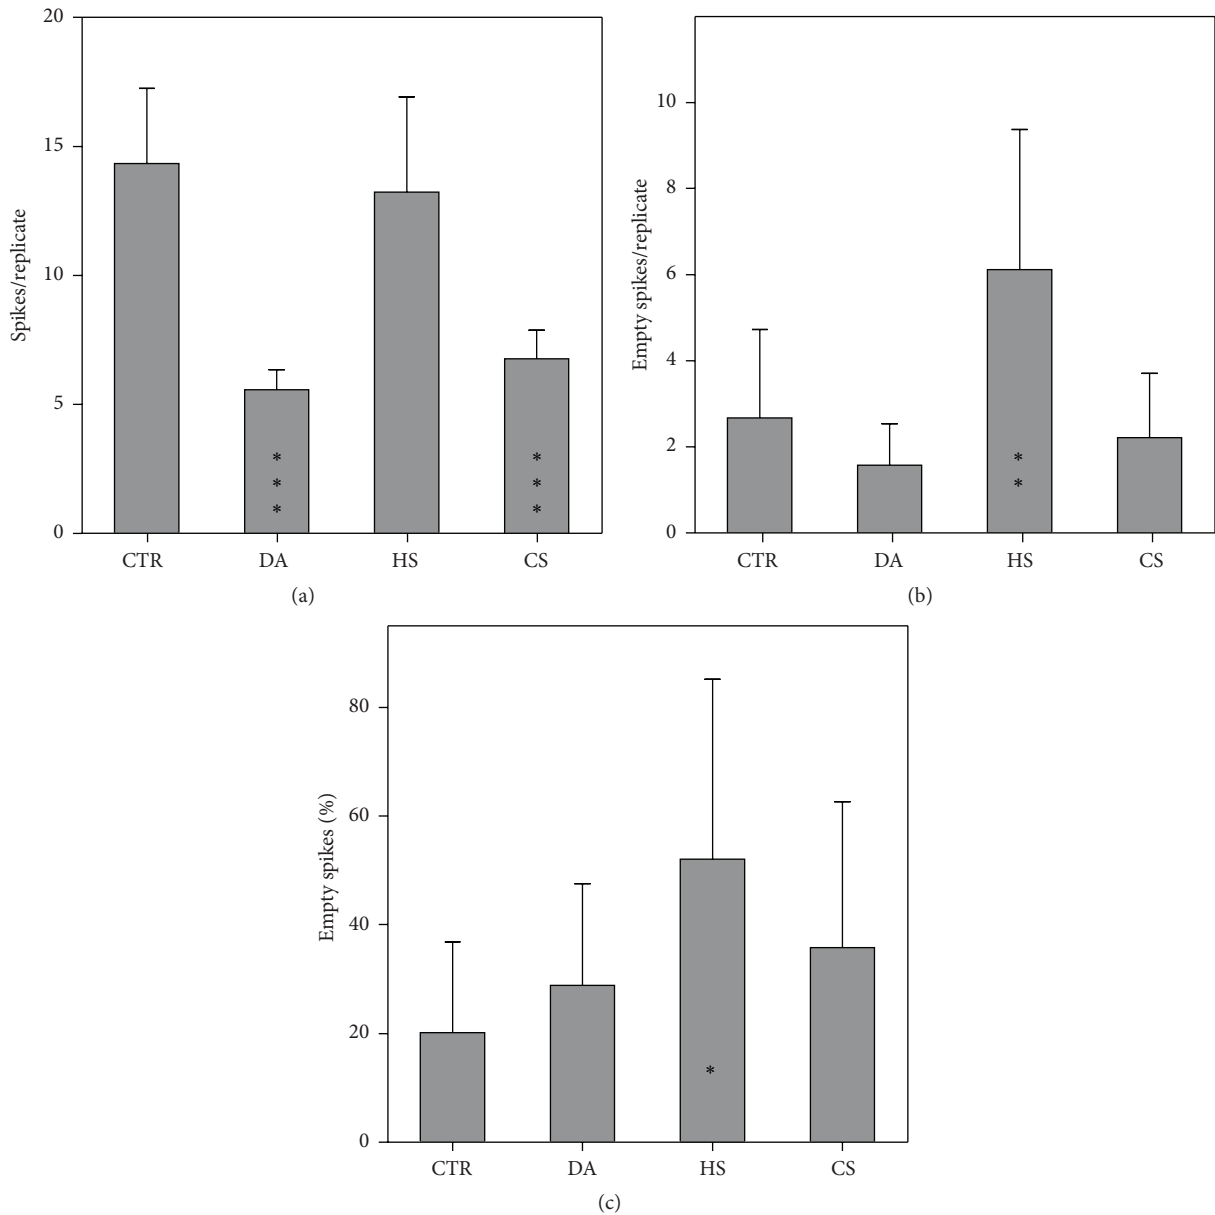 20
15
10
5
0
Spikes/replicate
*
*
*
*
*
*
CTR DA HS CS
(a)
10
8
6
4
2
0
Empty spikes/replicate
*
*
CTR DA HS CS
(b)
80
60
40
20
0
Empty spikes (%)
*
CTR DA HS CS
(c)